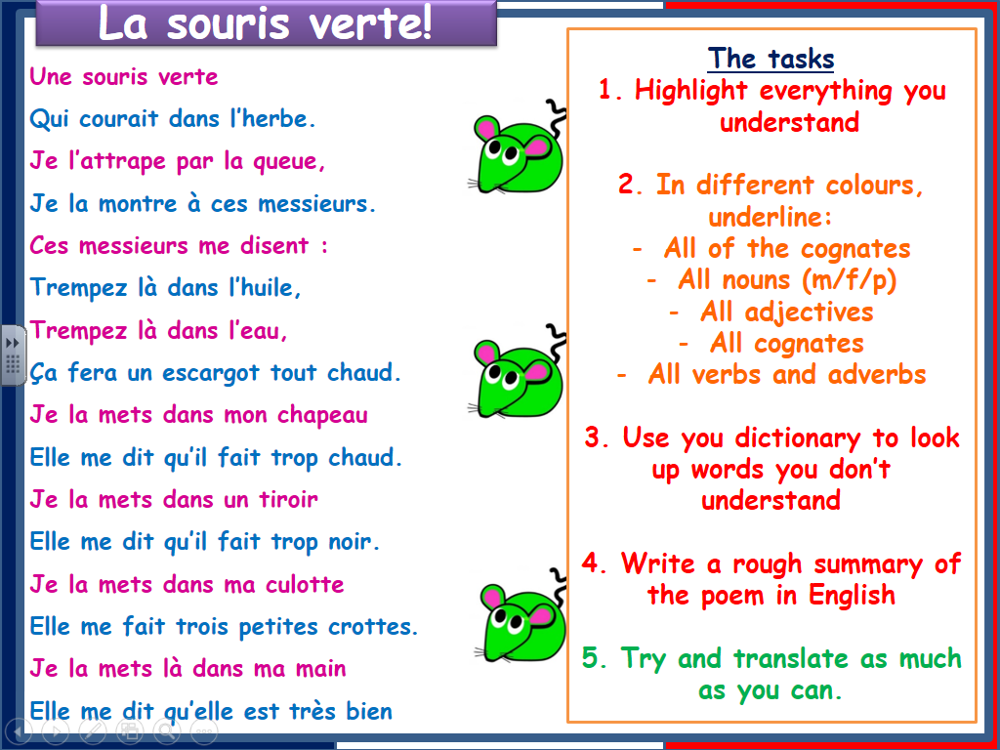 La souris verte!
Une souris verte
Qui courait dans l’herbe.
Je l’attrape par la queue,
Je la montre à ces messieurs.
Ces messieurs me disent :
Trempez là dans l’huile,
Trempez là dans l’eau,
Ça fera un escargot tout chaud.
Je la mets dans mon chapeau
Elle me dit qu’il fait trop chaud.
Je la mets dans un tiroir
Elle me dit qu’il fait trop noir.
Je la mets dans ma culotte
Elle me fait trois petites crottes.
Je la mets là dans ma main
Elle me dit qu’elle est très bien
The tasks
1. Highlight everything you
understand
2. In different colours,
underline:
- All of the cognates
- All nouns (m/f/p)
- All adjectives
- All cognates
- All verbs and adverbs
3. Use you dictionary to look
up words you don’t
understand
4. Write a rough summary of
the poem in English
5. Try and translate as much
as you can.